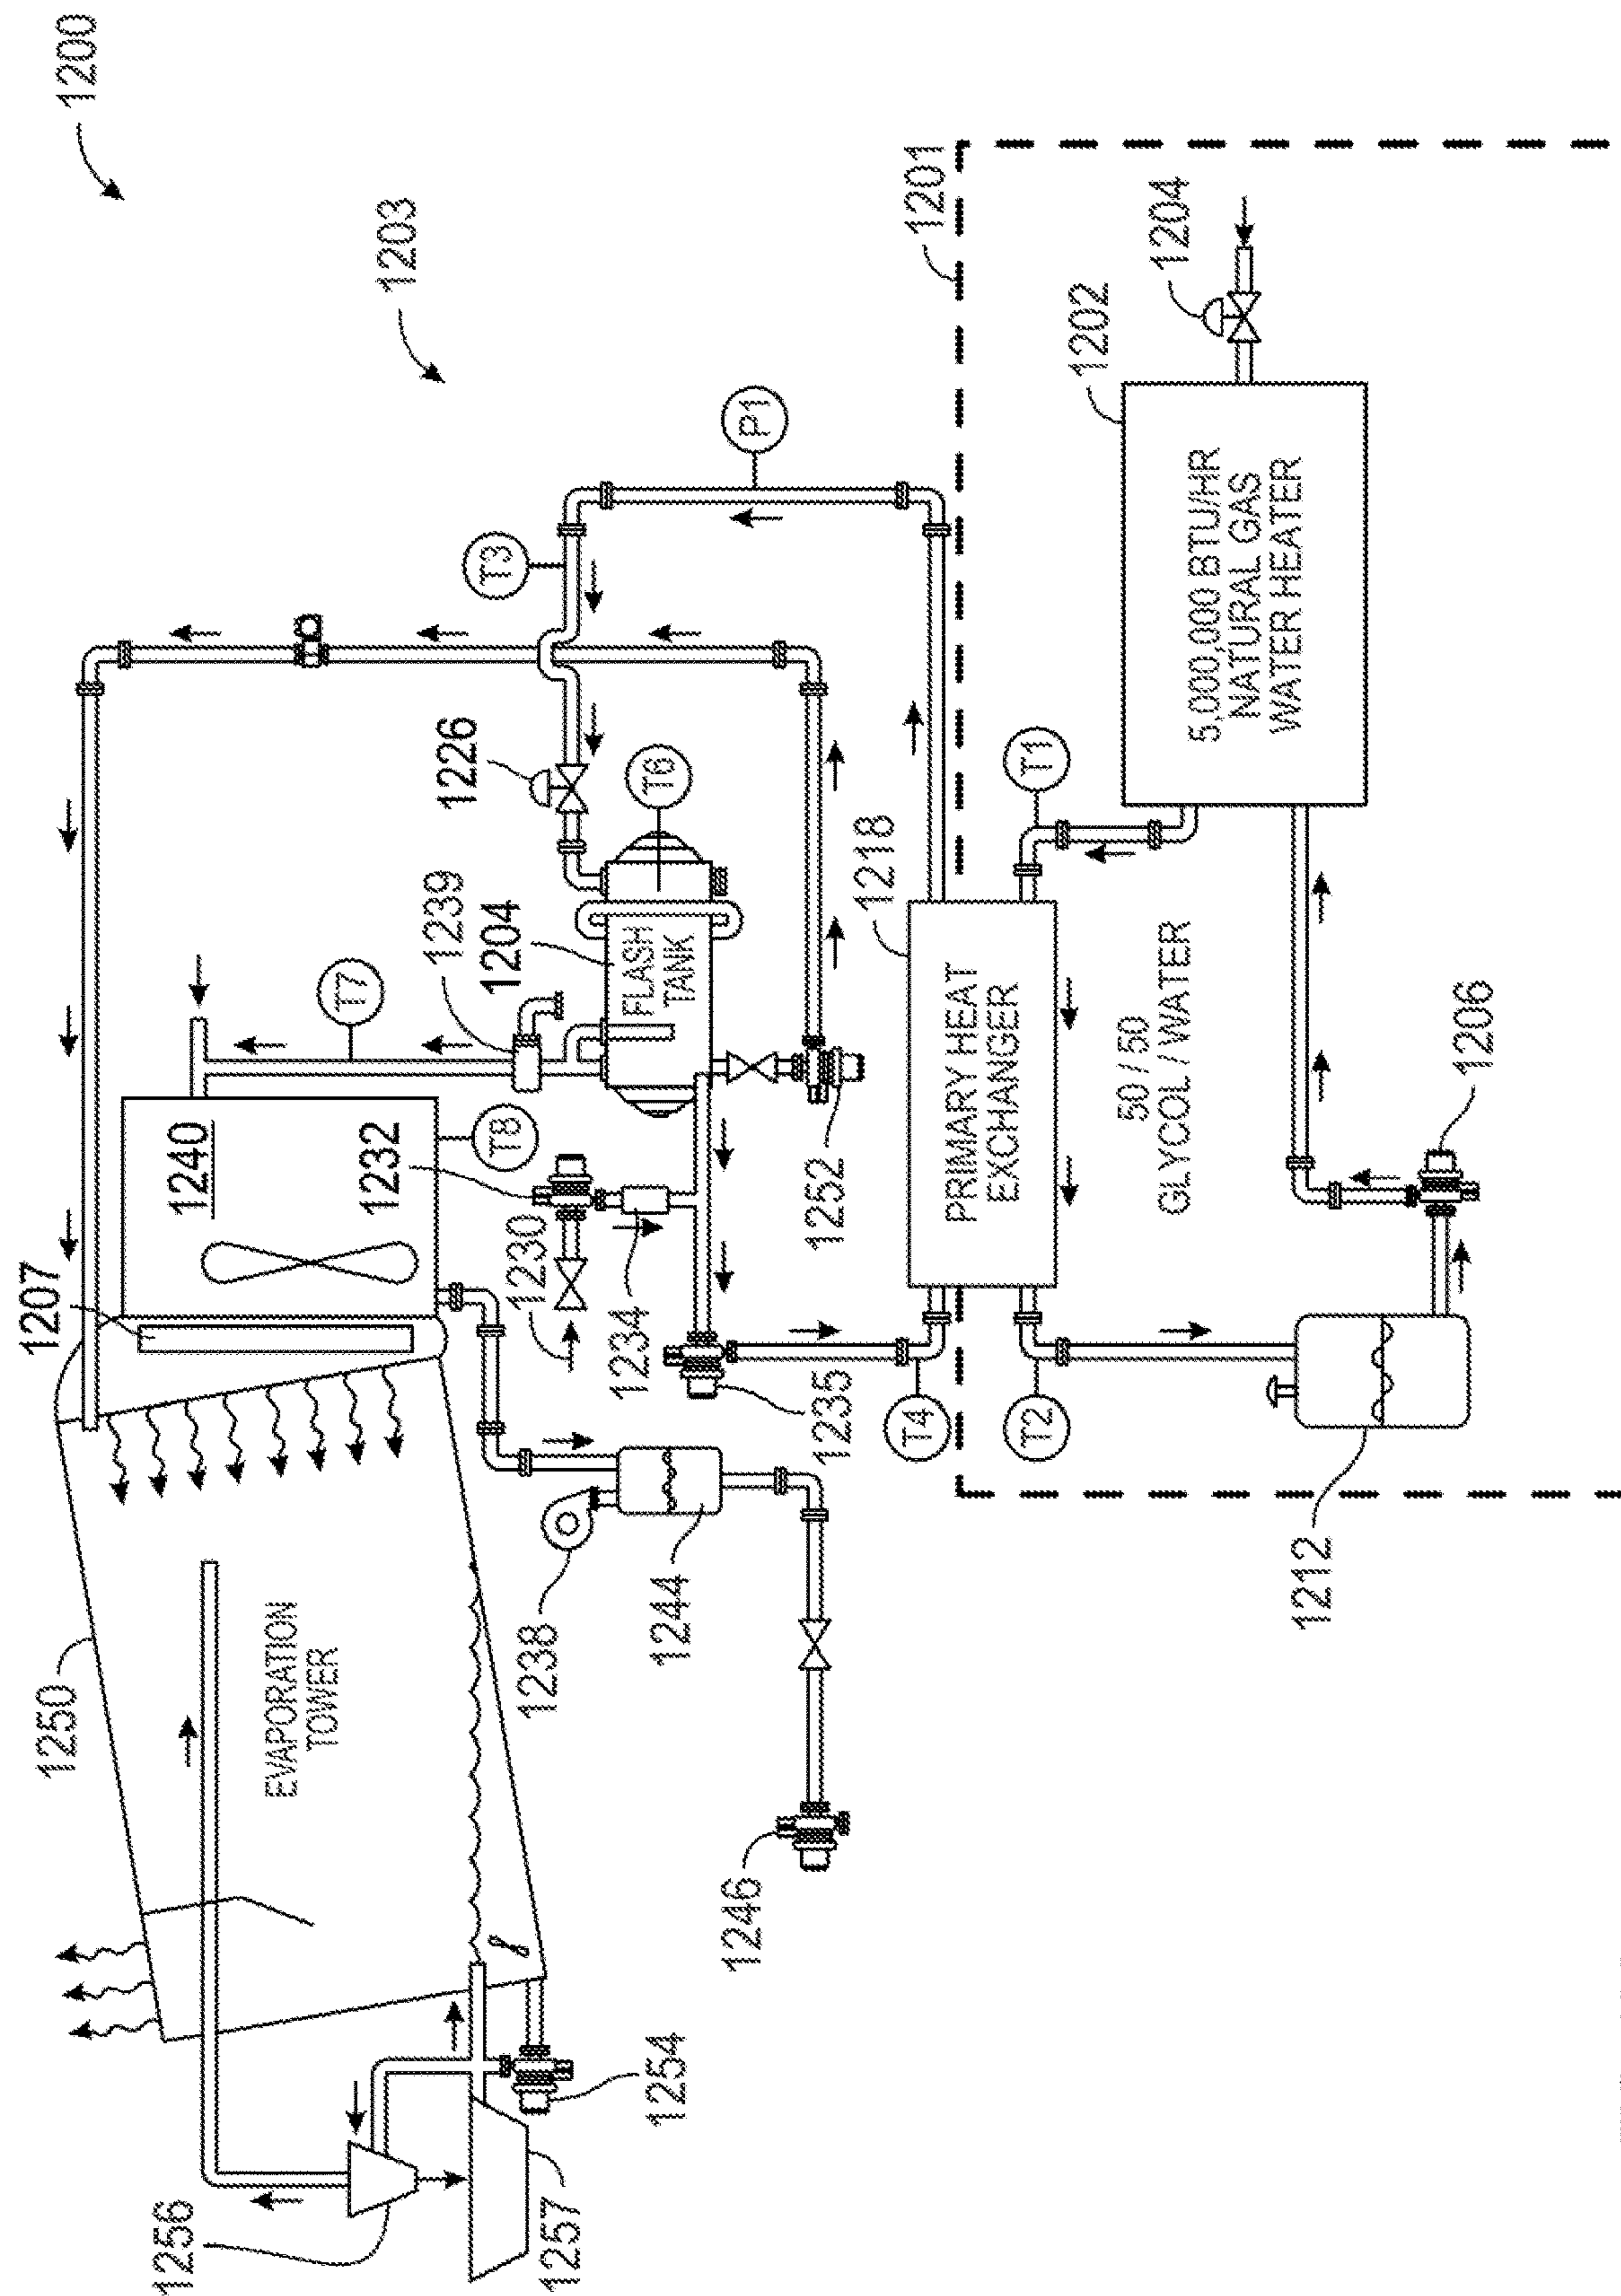 1200
1203
1201
1204
1202
5,000,000 BTU/HR
NATURAL GAS
WATER HEATER
P1
T3
T1
1226
T6
1218
1239
1204
FLASH
TANK
T7
PRIMARY HEAT
EXCHANGER
50 / 50
GLYCOL / WATER
1206
1240
T8
1232
1252
1207
1230
1234
1235
T4
T2
1212
1250
EVAPORATION
TOWER
1238
1244
1246
1254
1256
1257